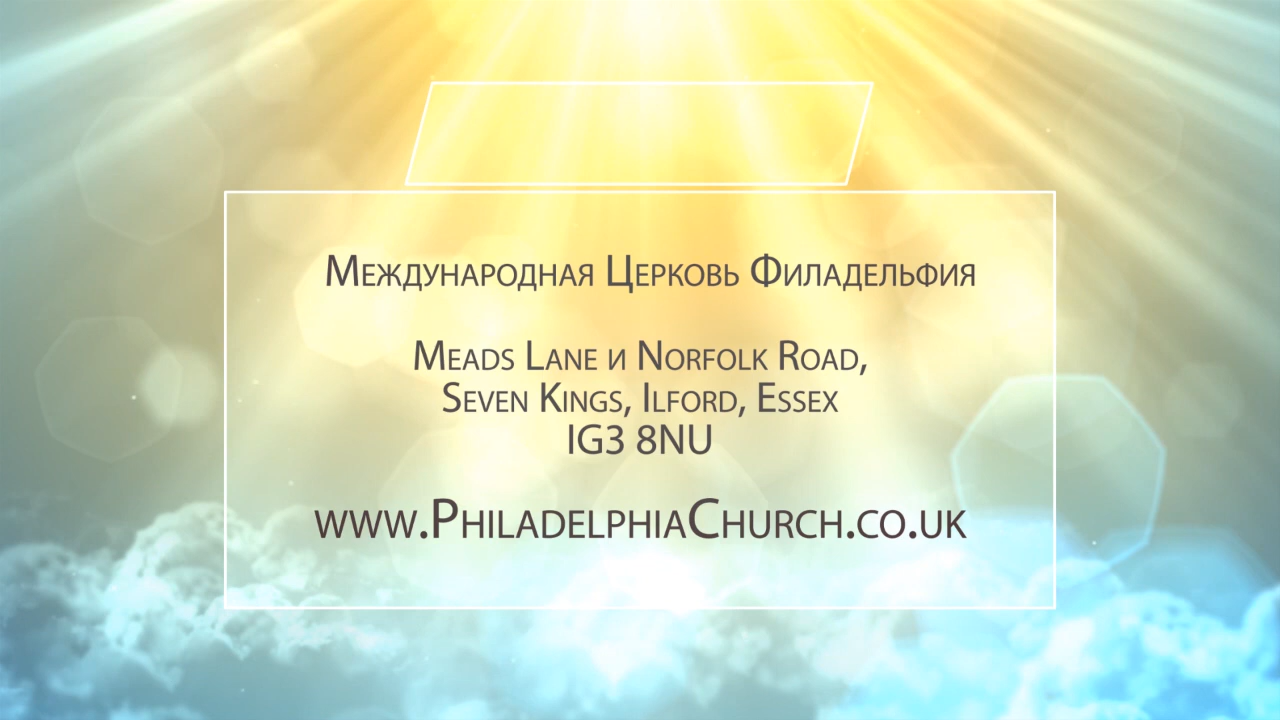 Международная Церковь Филадельфия
Meads Lane и Norfolk Road,
Seven Kings, Ilford, Essex
IG3 8NU
www.PhiladelphiaChurch.co.uk